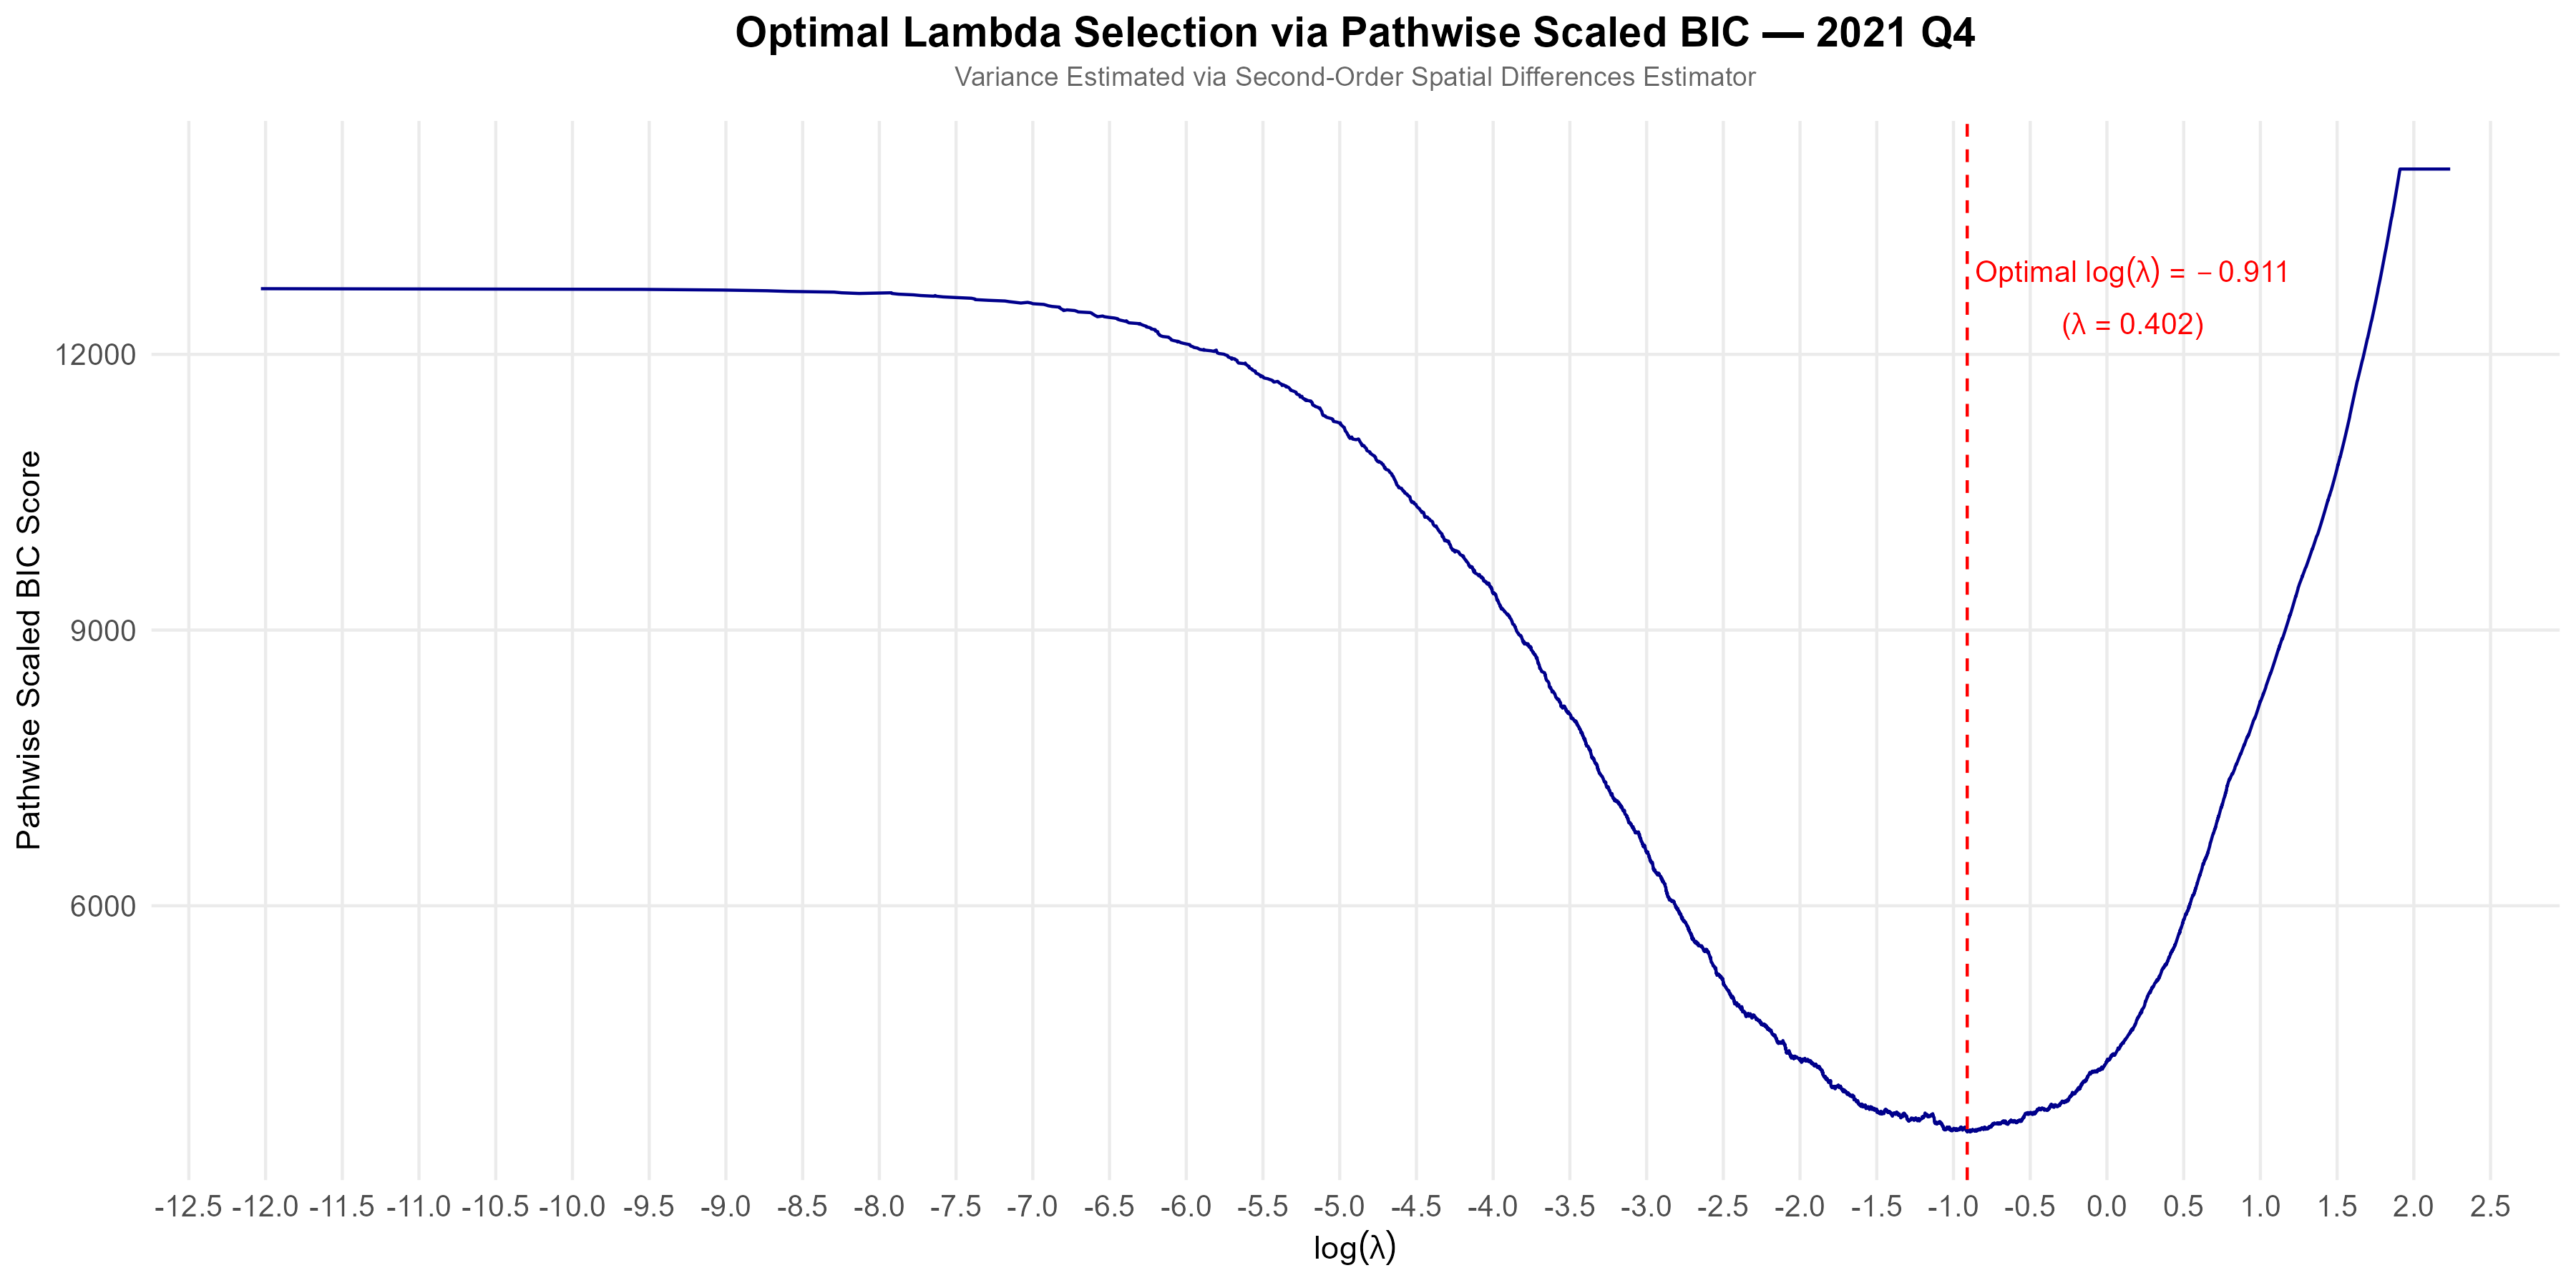 Optimal Lambda Selection via Pathwise Scaled BIC — 2021 Q4
Variance Estimated via Second-Order Spatial Differences Estimator
Optimal log(λ) = − 0.911
(λ = 0.402)
Pathwise Scaled BIC Score
12000
9000
6000
-12.5 -12.0 -11.5 -11.0 -10.5 -10.0 -9.5 -9.0 -8.5 -8.0 -7.5 -7.0 -6.5 -6.0 -5.5 -5.0 -4.5 -4.0 -3.5 -3.0 -2.5 -2.0 -1.5 -1.0 -0.5 0.0 0.5 1.0 1.5 2.0 2.5
log(λ)